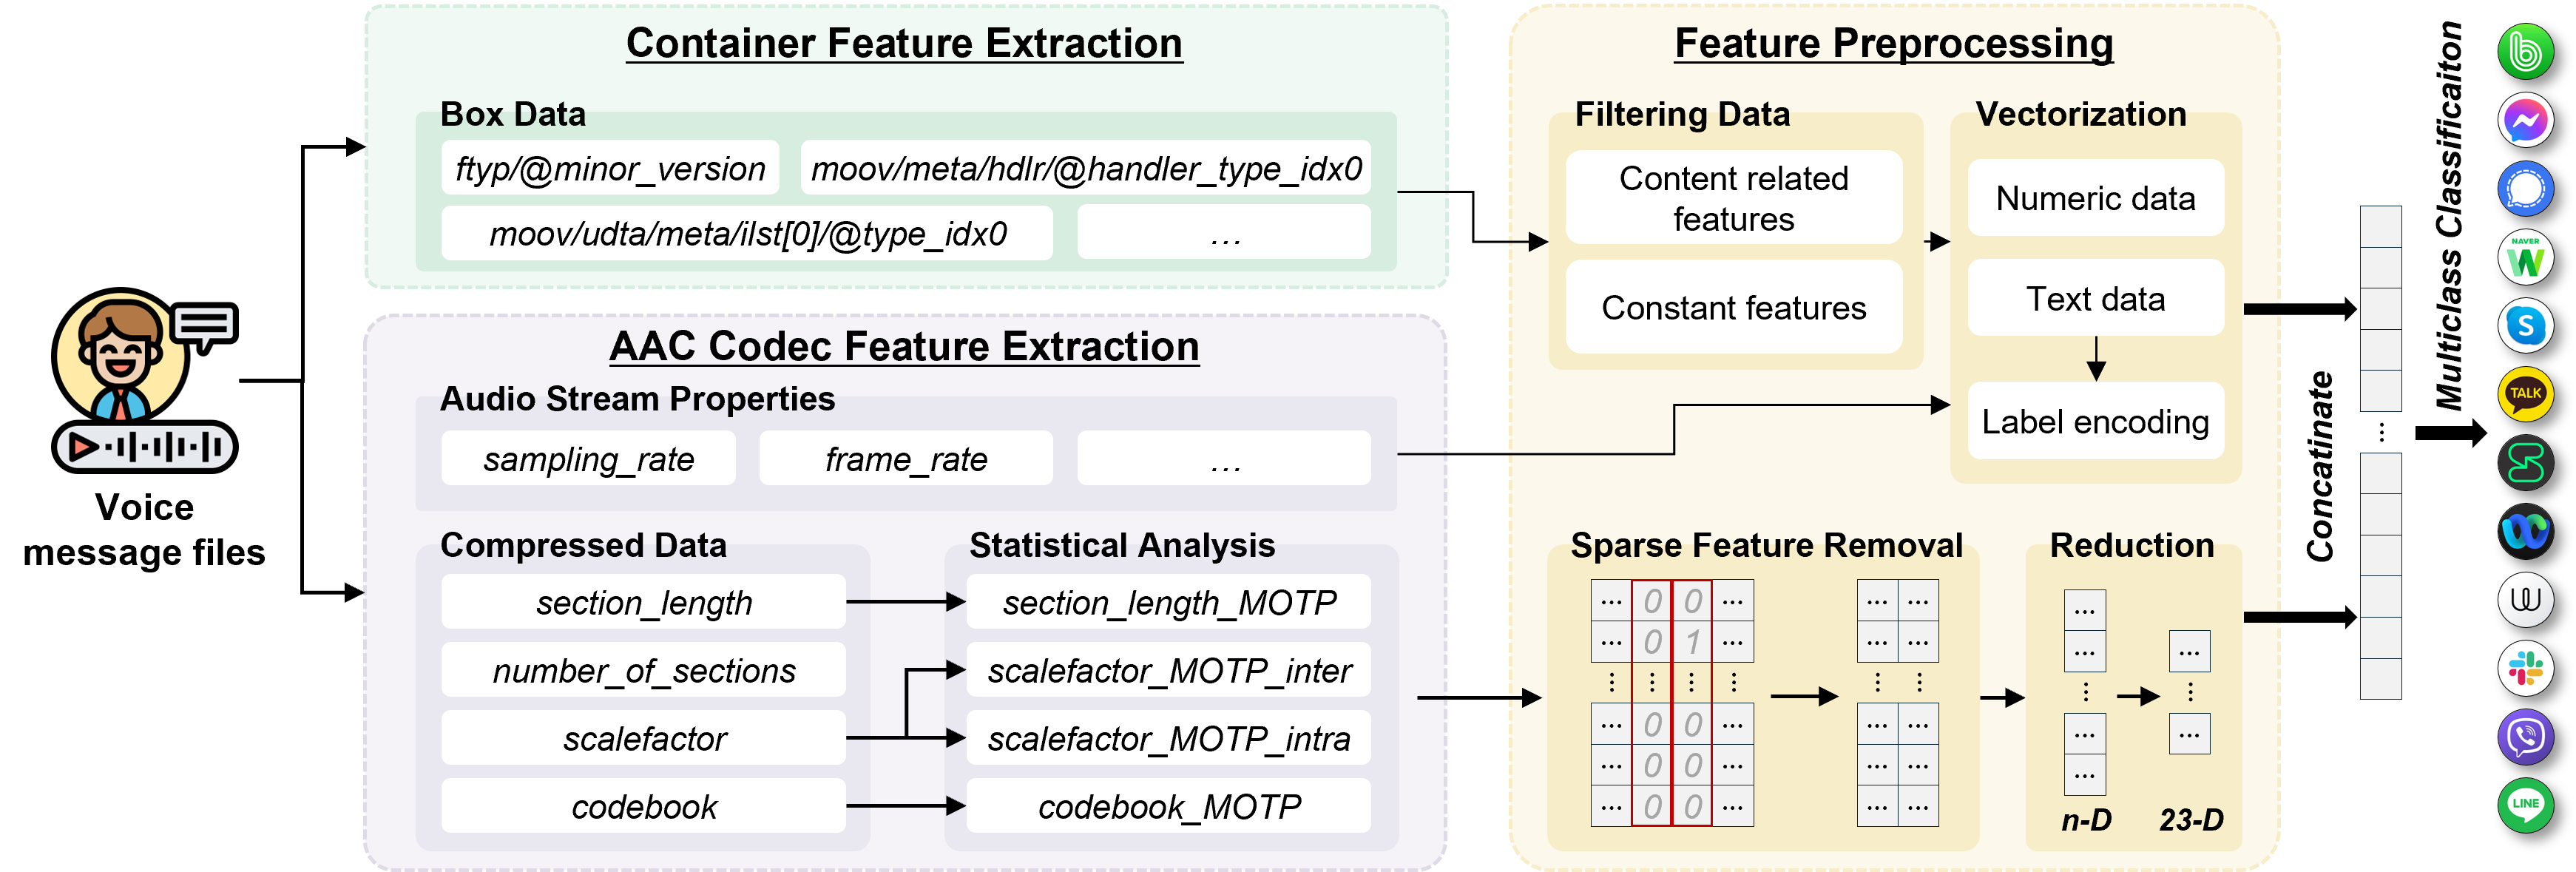 Voice
message files
Container Feature Extraction
Box Data
ftyp/@minor_version
moov/meta/hdlr/@handler_type_idx0
moov/udta/meta/ilst[0]/@type_idx0
...
AAC Codec Feature Extraction
Audio Stream Properties
sampling_rate
frame_rate
...
Compressed Data
section_length
number_of_sections
scalefactor
codebook
Statistical Analysis
section_length_MOTP
scalefactor_MOTP_inter
scalefactor_MOTP_intra
codebook_MOTP
Feature Preprocessing
Filtering Data
Content related
features
Constant features
Vectorization
Numeric data
Text data
Label encoding
Sparse Feature Removal
... 0 0 ...
... 0 1 ...
⋮ ⋮ ⋮ ⋮
... 0 0 ...
... 0 0 ...
... 0 0 ...
... ...
... ...
⋮ ⋮
... ...
... ...
... ...
Reduction
...
...
⋮
...
...
n-D
...
⋮
...
23-D
Concatinate
⋮
Multiclass Classificaiton
NAVER
W
S
TALK
LINE